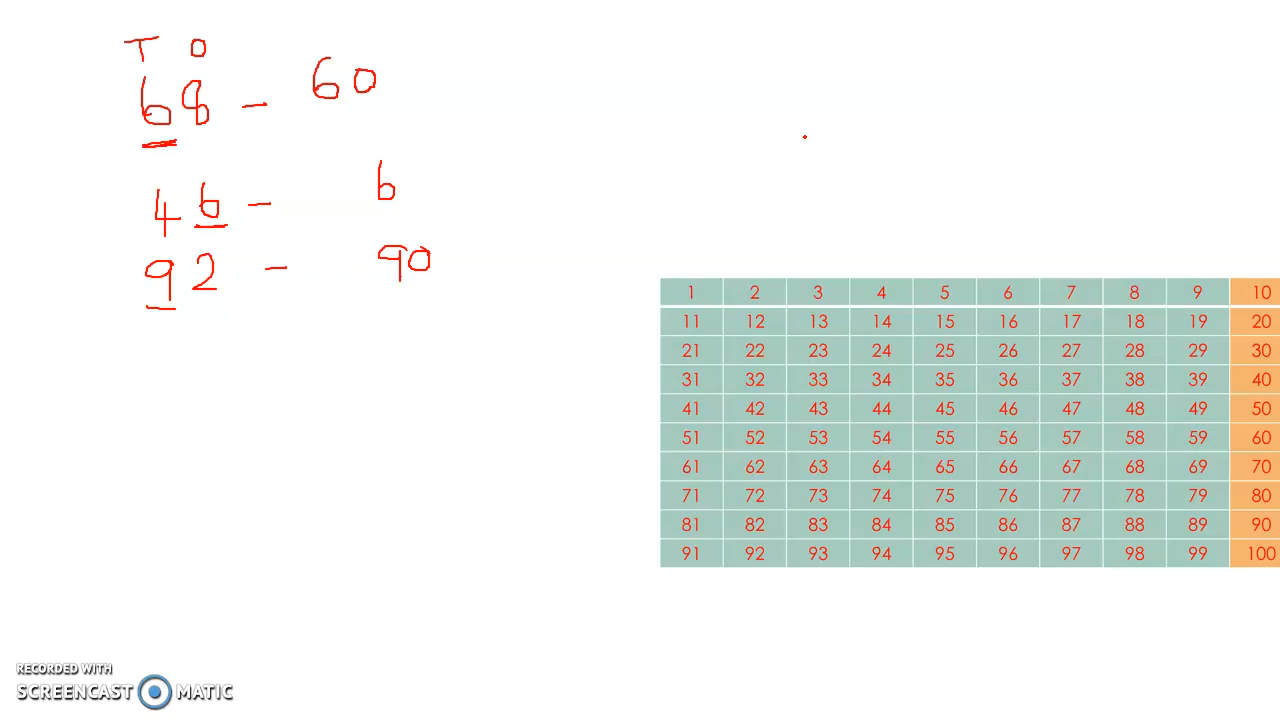 T O
68 - 60
46 - 6
92 - 90
1 2 3 4 5 6 7 8 9 10
11 12 13 14 15 16 17 18 19 20
21 22 23 24 25 26 27 28 29 30
31 32 33 34 35 36 37 38 39 40
41 42 43 44 45 46 47 48 49 50
51 52 53 54 55 56 57 58 59 60
61 62 63 64 65 66 67 68 69 70
71 72 73 74 75 76 77 78 79 80
81 82 83 84 85 86 87 88 89 90
91 92 93 94 95 96 97 98 99 100
RECORDED WITH
SCREENCAST MATIC